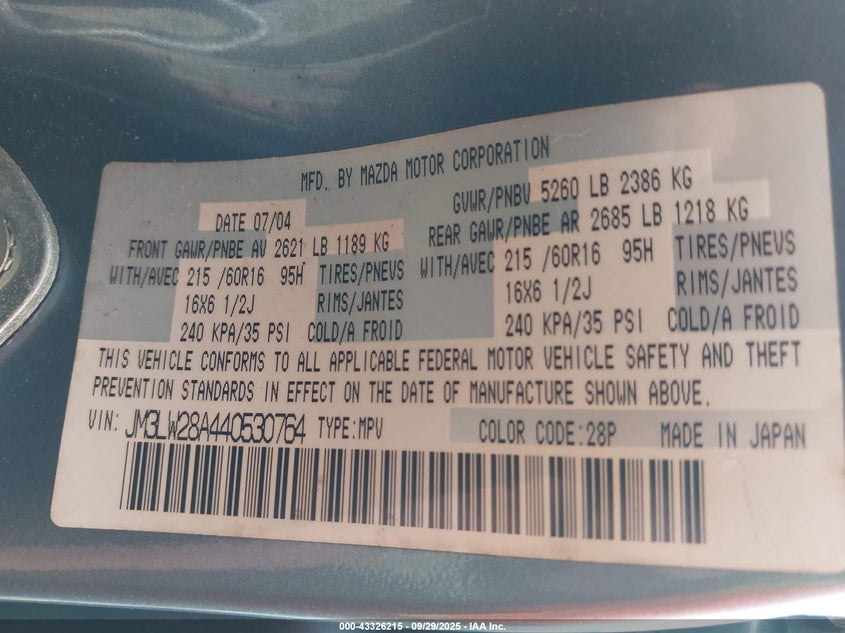 MFD. BY MAZDA MOTOR CORPORATION
DATE 07/04
GVWR/PNBV 5260 LB 2386 KG
FRONT GAWR/PNBE AV 2621 LB 1189 KG
REAR GAWR/PNBE AR 2685 LB 1218 KG
WITH/AVEC 215 /60R16 95H TIRES/PNEVS
WITH/AVEC 215 /60R16 95H TIRES/PNEVS
16X6 1/2J RIMS/JANTES
16X6 1/2J RIMS/JANTES
240 KPA/35 PSI COLD/A FROID
240 KPA/35 PSI COLD/A FROID
THIS VEHICLE CONFORMS TO ALL APPLICABLE FEDERAL MOTOR VEHICLE SAFETY AND THEFT
PREVENTION STANDARDS IN EFFECT ON THE DATE OF MANUFACTURE SHOWN ABOVE.
VIN: JM3LW28A440530764 TYPE:MPV COLOR CODE:28P MADE IN JAPAN
000-43326215 - 09/29/2025 - IAA Inc.